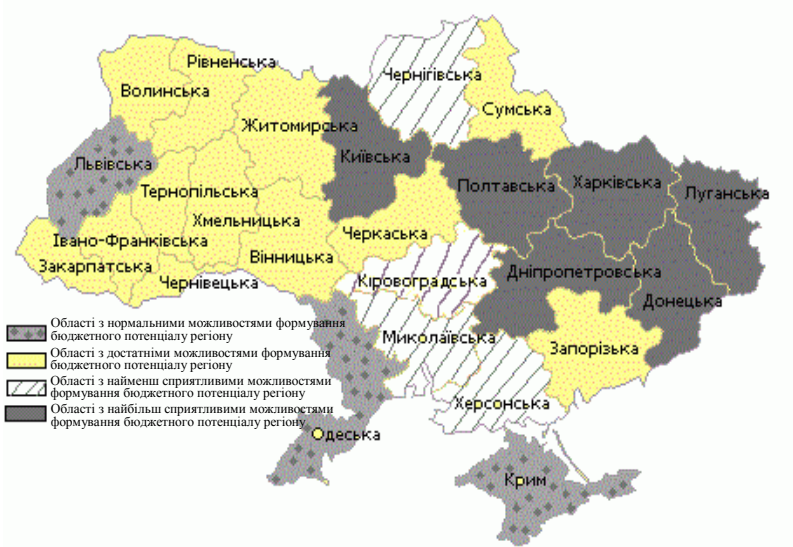 Чернігівська
Рівненська
Волинська
Сумська
Житомирська
Київська
Львівська
Полтавська
Харківська
Луганська
Тернопільська
Хмельницька
Черкаська
Івано-Франківська
Вінницька
Закарпатська
Чернівецька
Кіровоградська
Дніпропетровська
Донецька
Миколаївська
Запорізька
Херсонська
Одеська
Крим
Області з нормальними можливостями формування
бюджетного потенціалу регіону
Області з достатніми можливостями формування
бюджетного потенціалу регіону
Області з найменш сприятливими можливостями
формування бюджетного потенціалу регіону
Області з найбільш сприятливими можливостями
формування бюджетного потенціалу регіону